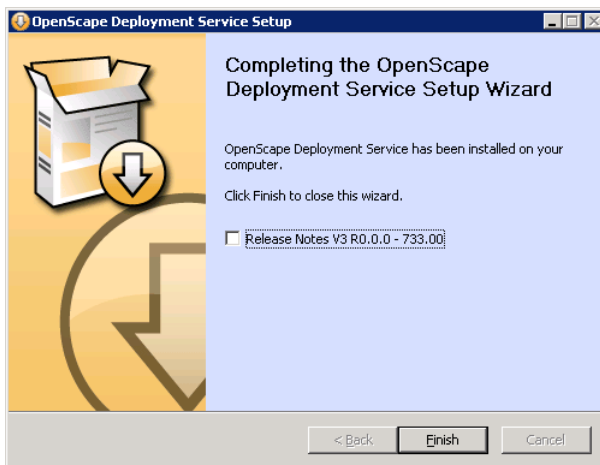 OpenScape Deployment Service Setup
Completing the OpenScape
Deployment Service Setup Wizard
OpenScape Deployment Service has been installed on your
computer.
Click Finish to close this wizard.
Release Notes V3 R0.0.0 - 733.00
< Back
Finish
Cancel